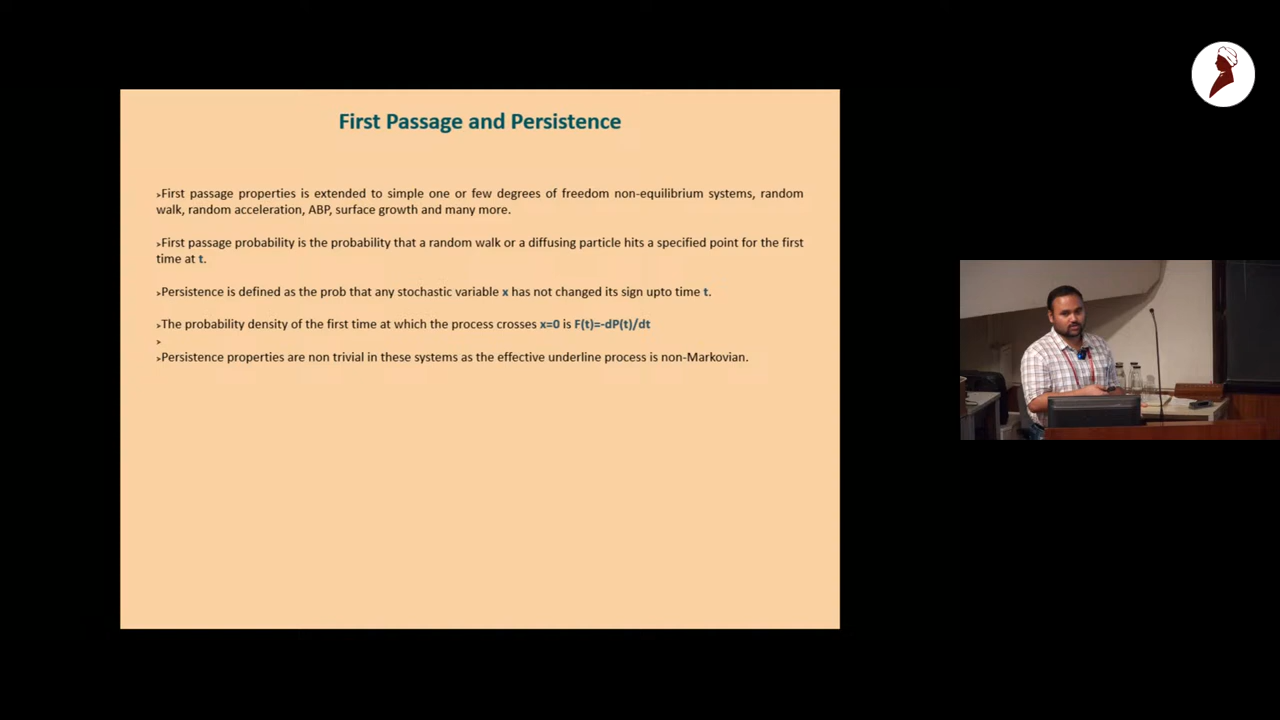 First Passage and Persistence
➢First passage properties is extended to simple one or few degrees of freedom non-equilibrium systems, random
walk, random acceleration, ABP, surface growth and many more.
➢First passage probability is the probability that a random walk or a diffusing particle hits a specified point for the first
time at t.
➢Persistence is defined as the prob that any stochastic variable x has not changed its sign upto time t.
➢The probability density of the first time at which the process crosses x=0 is F(t)=-dP(t)/dt
➢
➢Persistence properties are non trivial in these systems as the effective underline process is non-Markovian.